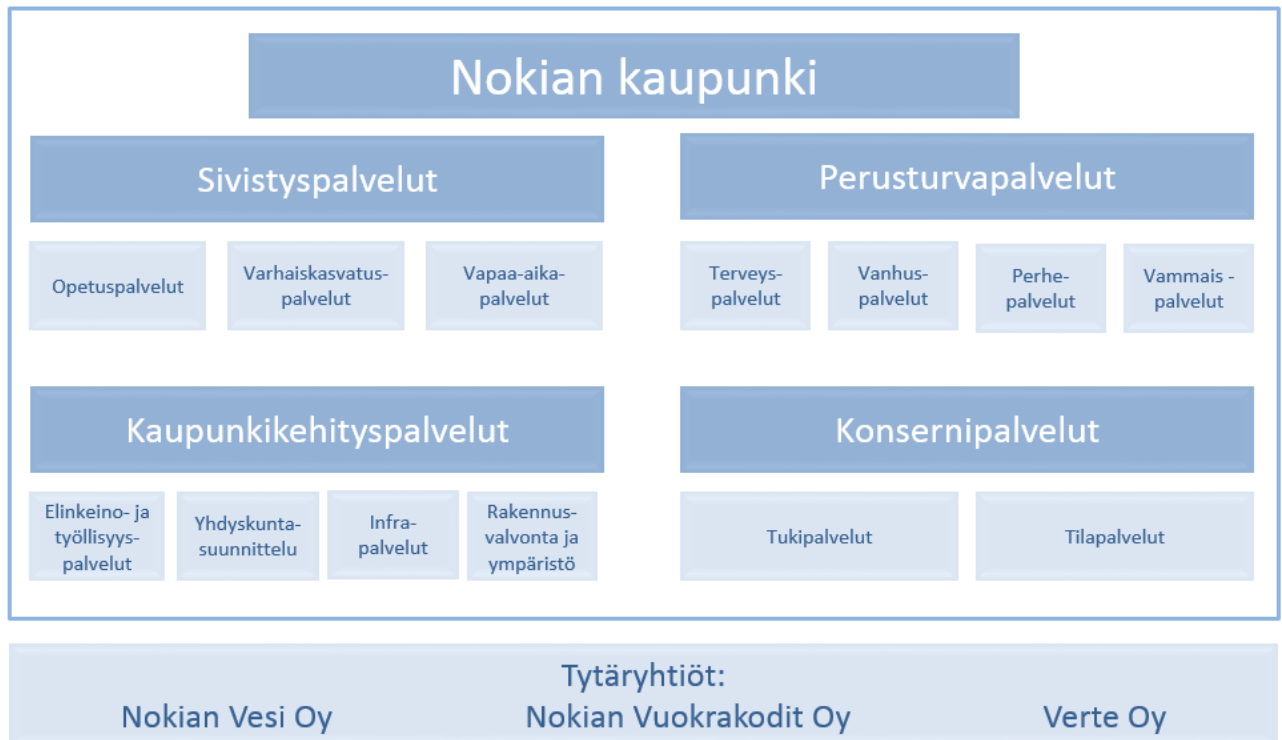 Nokian kaupunki
Sivistyspalvelut
Opetuspalvelut
Varhaiskasvatus-
palvelut
Vapaa-aika-
palvelut
Perusturvapalvelut
Terveys-
palvelut
Vanhus-
palvelut
Perhe-
palvelut
Vammais -
palvelut
Kaupunkikehityspalvelut
Elinkeino- ja
työllisyys-
palvelut
Yhdyskunta-
suunnittelu
Infra-
palvelut
Rakennus-
valvonta ja
ympäristö
Konsernipalvelut
Tukipalvelut
Tilapalvelut
Tytäryhtiöt:
Nokian Vesi Oy
Nokian Vuokrakodit Oy
Verte Oy